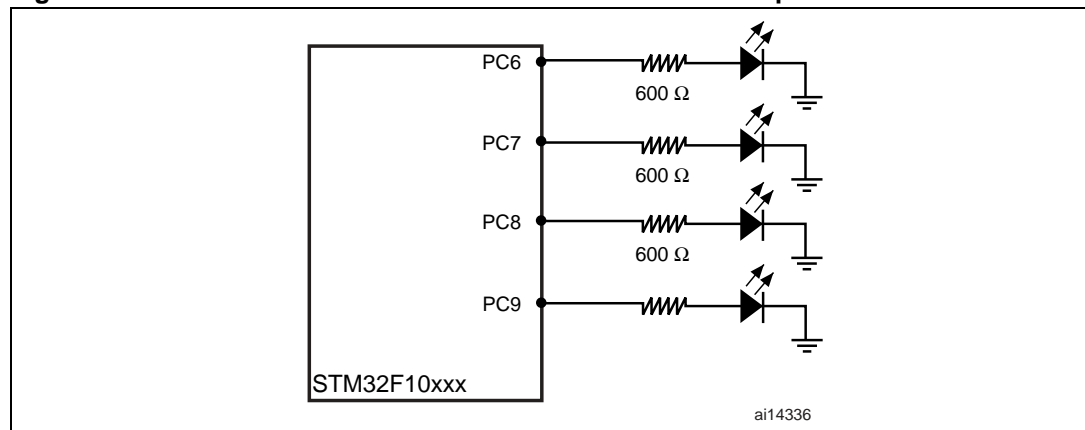 PC6
600 Ω
PC7
600 Ω
PC8
600 Ω
PC9
STM32F10xxx
ai14336